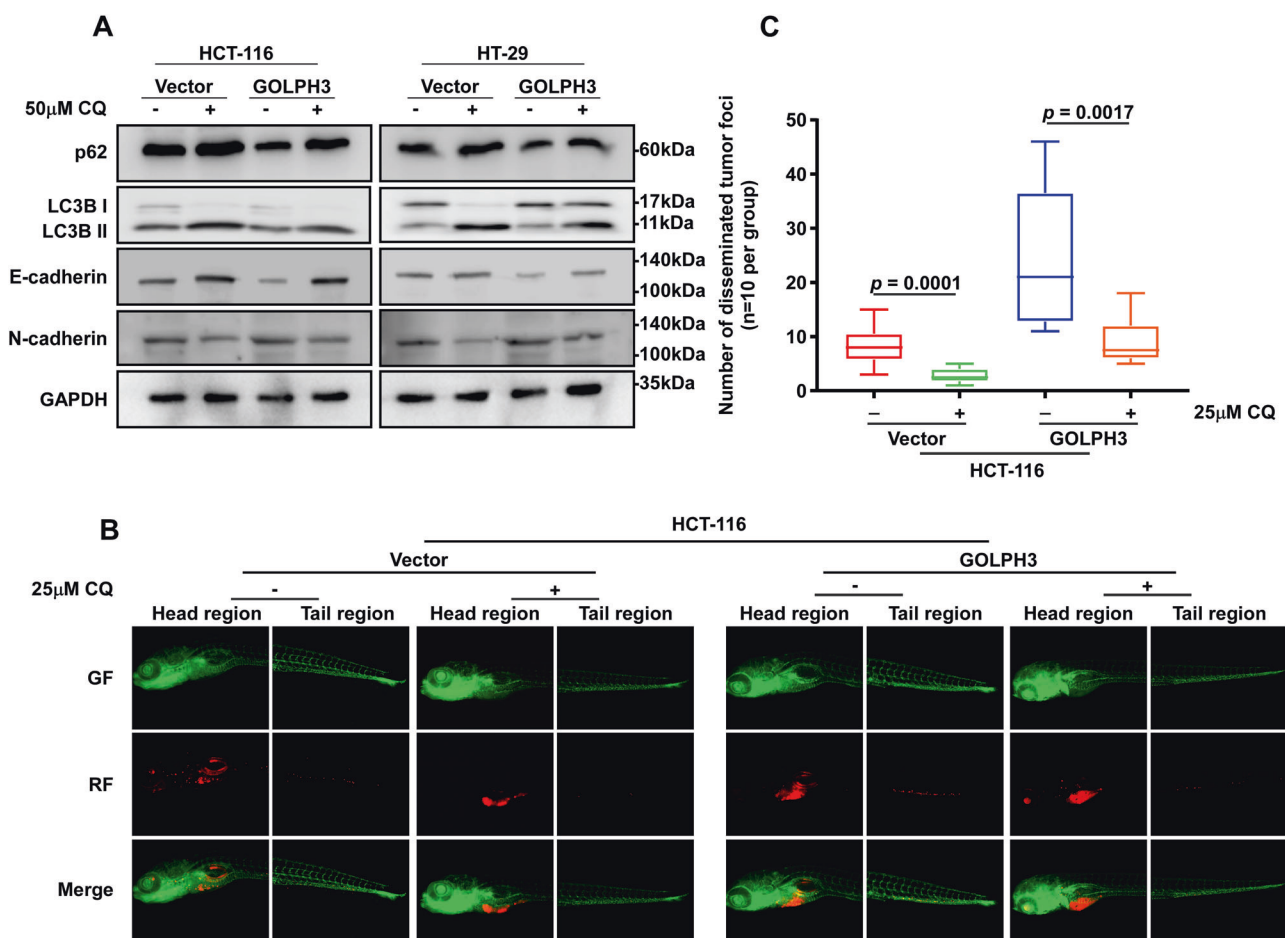 A
HCT-116
HT-29
Vector GOLPH3 Vector GOLPH3
50μM CQ - + - + - + - +
p62
-60kDa
LC3B I
-17kDa
LC3B II
-11kDa
E-cadherin
-140kDa
-100kDa
N-cadherin
-140kDa
-100kDa
GAPDH
-35kDa
C
Number of disseminated tumor foci
(n=10 per group)
50
40
30
20
10
0
p = 0.0001
p = 0.0017
– + – + 25μM CQ
Vector GOLPH3
HCT-116
B
HCT-116
Vector GOLPH3
25μM CQ - + - +
Head region Tail region Head region Tail region Head region Tail region Head region Tail region
GF
RF
Merge